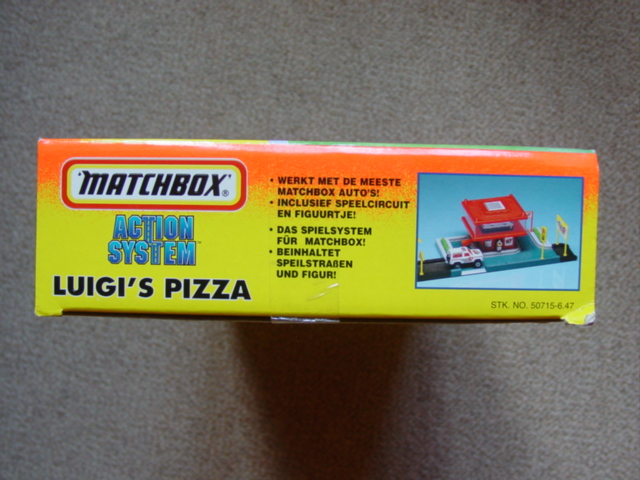 MATCHBOX®
ACTION
SYSTEM™
LUIGI'S PIZZA
• WERKT MET DE MEESTE
MATCHBOX AUTO'S!
• INCLUSIEF SPEELCIRCUIT
EN FIGUURTJE!
• DAS SPIELSYSTEM
FÜR MATCHBOX!
• BEINHALTET
SPEILSTRAßEN
UND FIGUR!
STK. NO. 50715-6.47